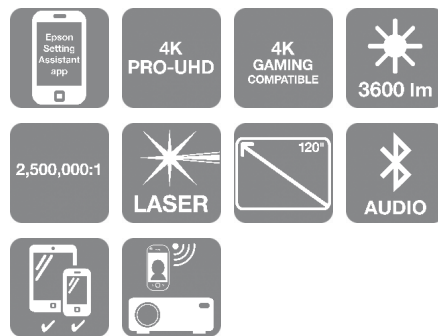 Epson
Setting
Assistant
app
4K
PRO-UHD
4K
GAMING
COMPATIBLE
3600 lm
2,500,000:1
LASER
120"
AUDIO